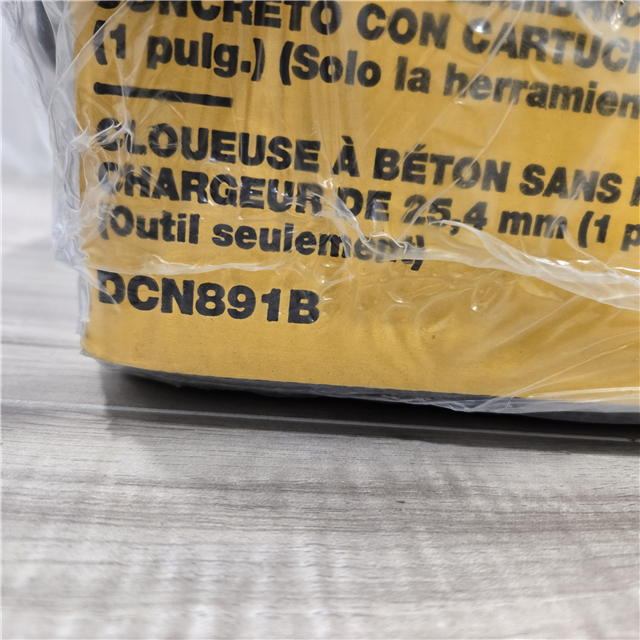 CONCRETO CON CARTUCH
(1 pulg.) (Solo la herramien
CLOUEUSE À BÉTON SANS
CHARGEUR DE 25,4 mm (1 p
(Outil seulement)
DCN891B